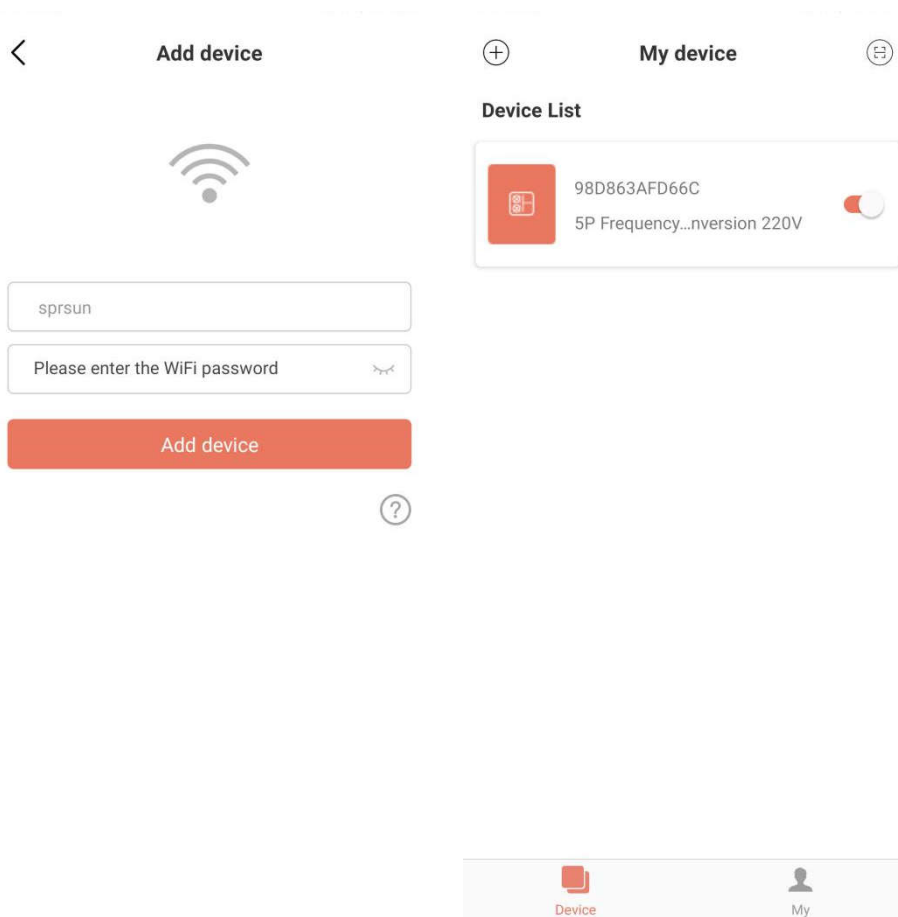 Add device
sprsun
Please enter the WiFi password
Add device
?
My device
Device List
98D863AFD66C
5P Frequency...nversion 220V
Device
My